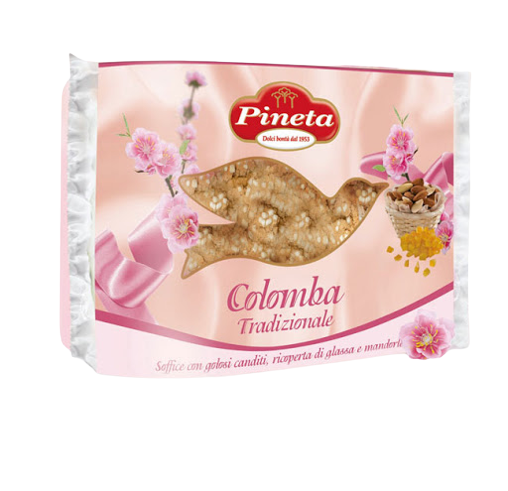 Pineta
Dolci bontà dal 1953
Colomba
Tradizionale
Soffice con golosi canditi, ricoperta di glassa e mandorle